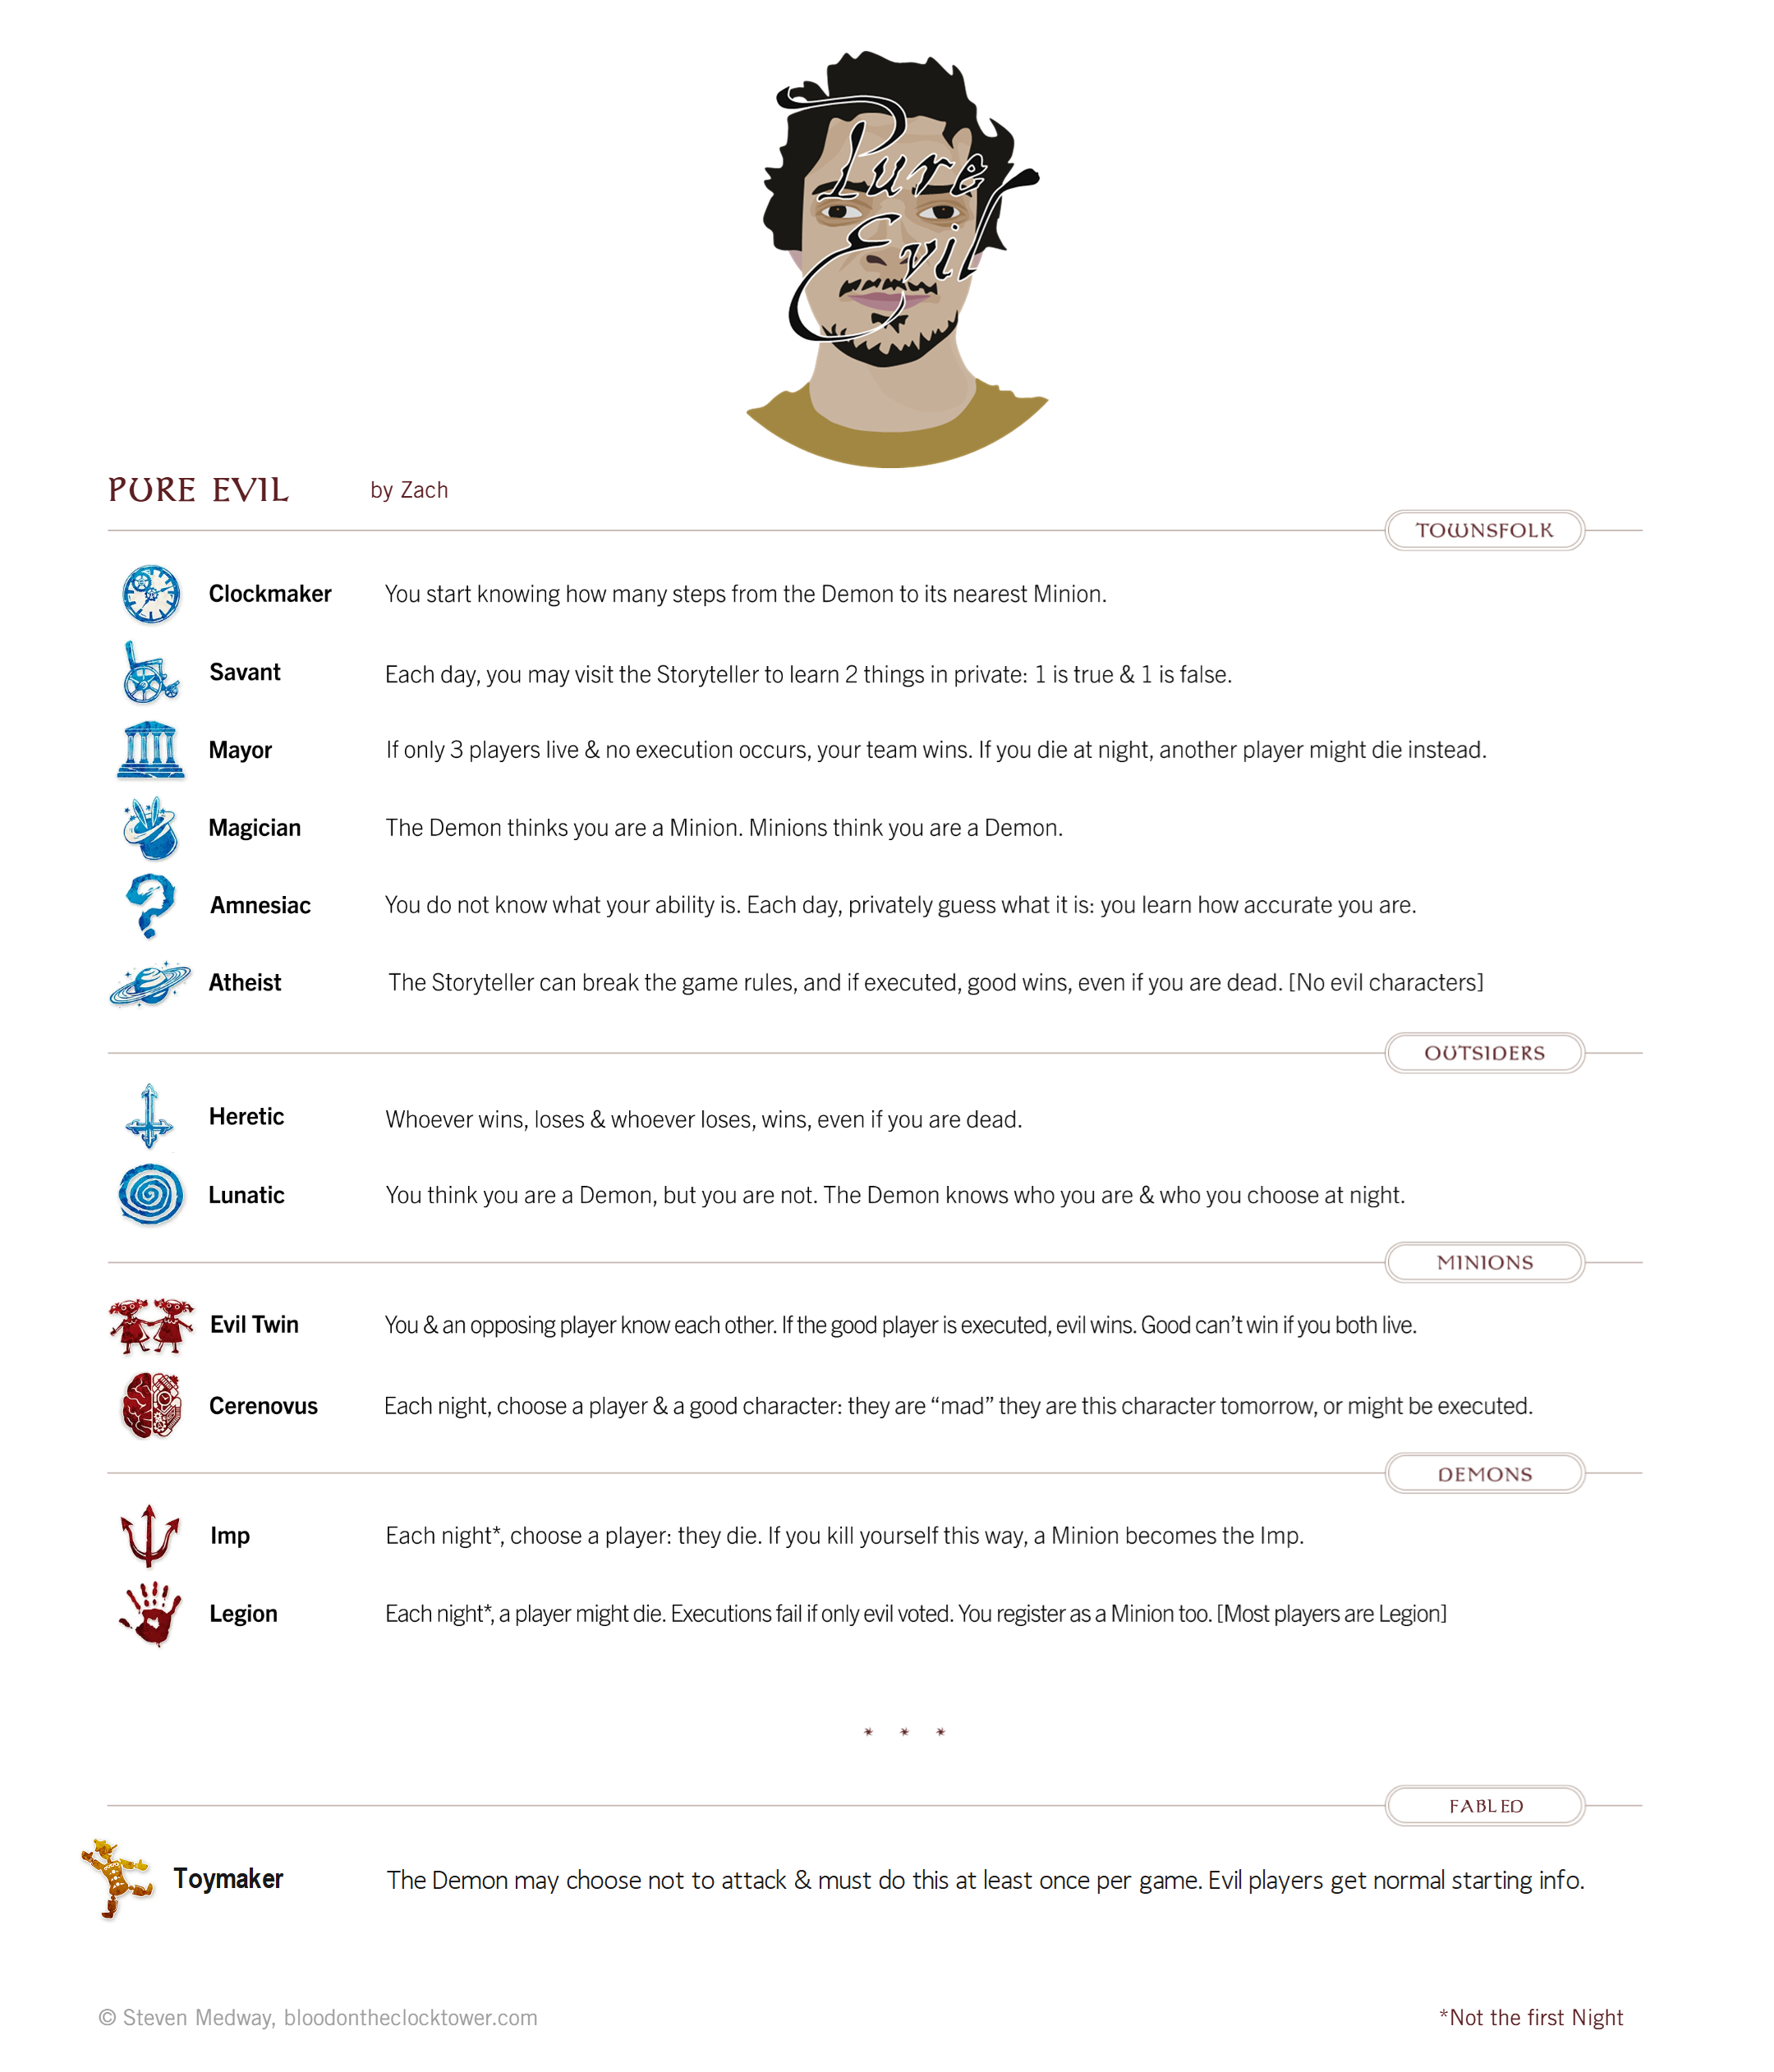 Pure
Evil
PURE EVIL by Zach
TOWNSFOLK
Clockmaker You start knowing how many steps from the Demon to its nearest Minion.
Savant Each day, you may visit the Storyteller to learn 2 things in private: 1 is true & 1 is false.
Mayor If only 3 players live & no execution occurs, your team wins. If you die at night, another player might die instead.
Magician The Demon thinks you are a Minion. Minions think you are a Demon.
Amnesiac You do not know what your ability is. Each day, privately guess what it is: you learn how accurate you are.
Atheist The Storyteller can break the game rules, and if executed, good wins, even if you are dead. [No evil characters]
OUTSIDERS
Heretic Whoever wins, loses & whoever loses, wins, even if you are dead.
Lunatic You think you are a Demon, but you are not. The Demon knows who you are & who you choose at night.
MINIONS
Evil Twin You & an opposing player know each other. If the good player is executed, evil wins. Good can't win if you both live.
Cerenovus Each night, choose a player & a good character: they are “mad” they are this character tomorrow, or might be executed.
DEMONS
Imp Each night*, choose a player: they die. If you kill yourself this way, a Minion becomes the Imp.
Legion Each night*, a player might die. Executions fail if only evil voted. You register as a Minion too. [Most players are Legion]
* * *
FABLED
Toymaker The Demon may choose not to attack & must do this at least once per game. Evil players get normal starting info.
© Steven Medway, bloodontheclocktower.com *Not the first Night